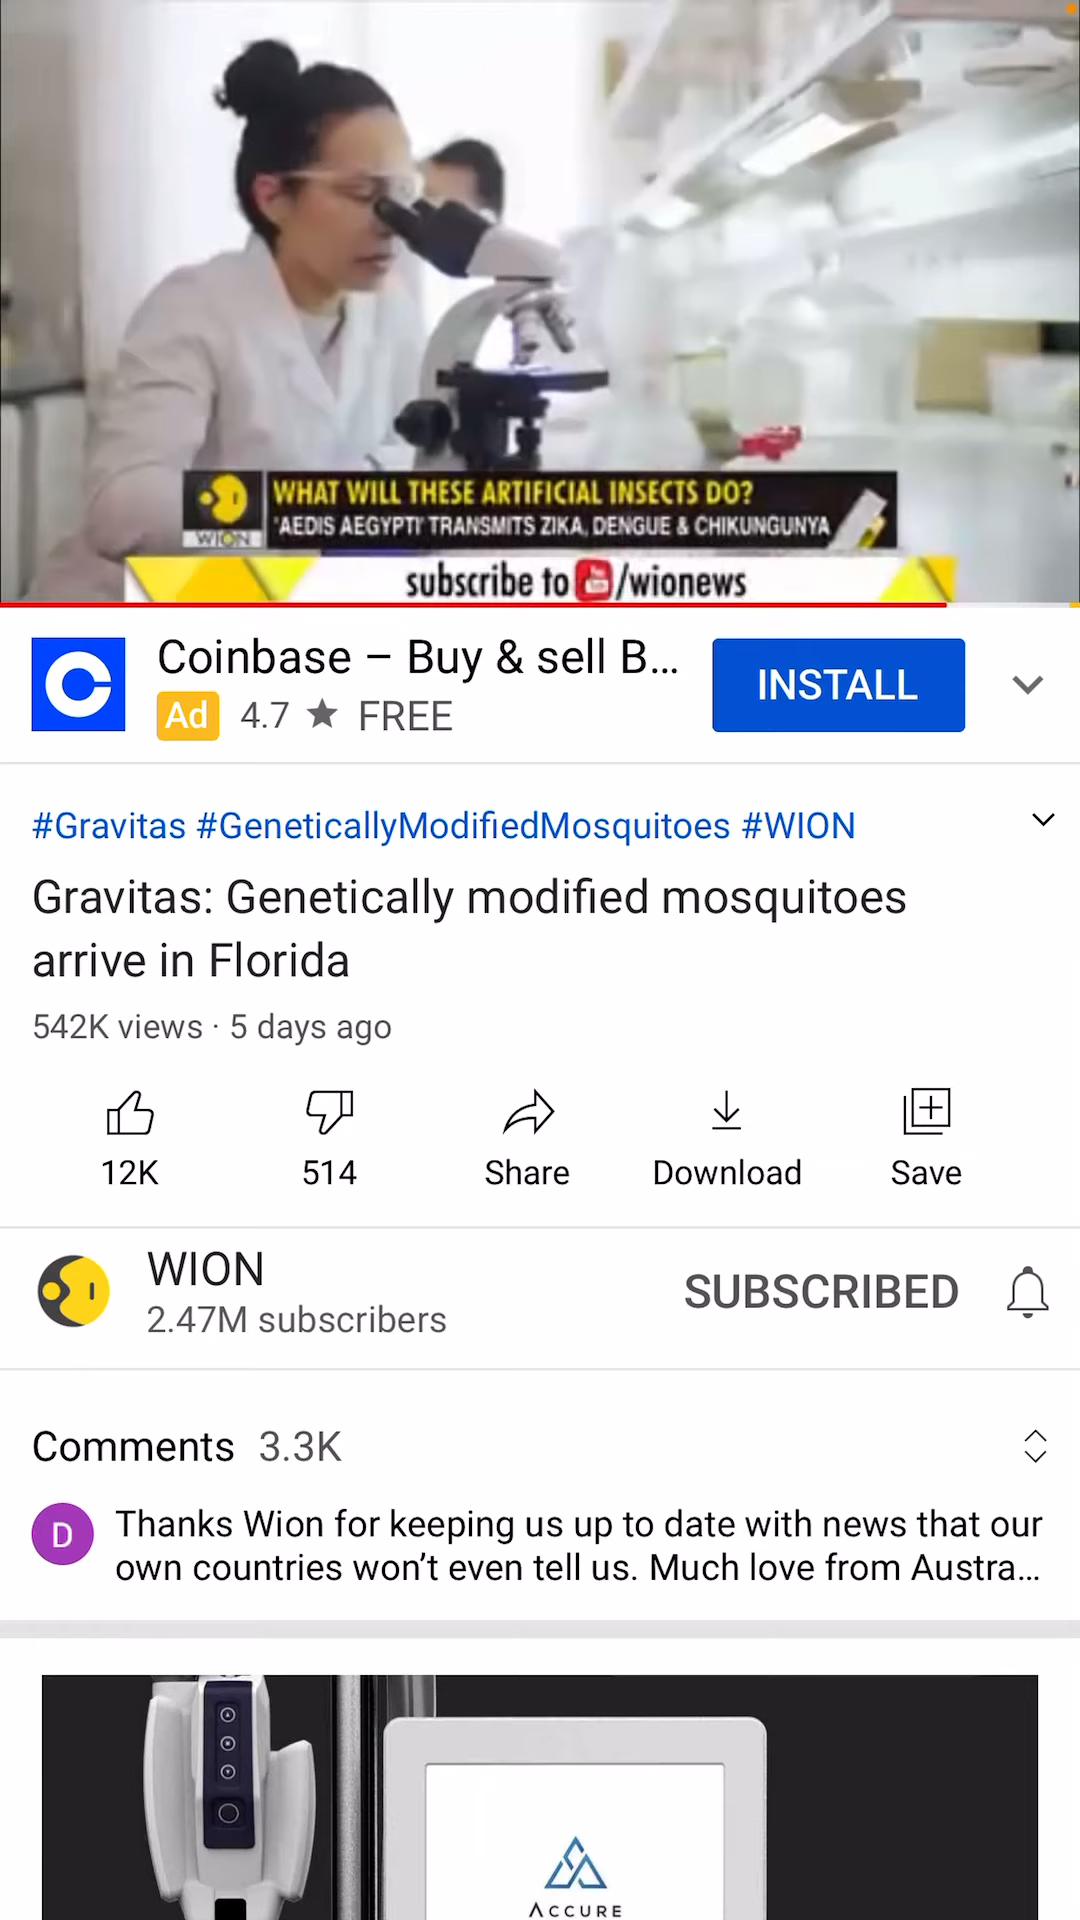 WHAT WILL THESE ARTIFICIAL INSECTS DO?
'AEDIS AEGYPTI' TRANSMITS ZIKA, DENGUE & CHIKUNGUNYA
WION
subscribe to /wionews
Coinbase – Buy & sell B...
INSTALL
Ad 4.7 ★ FREE
#Gravitas #GeneticallyModifiedMosquitoes #WION
Gravitas: Genetically modified mosquitoes
arrive in Florida
542K views · 5 days ago
12K 514 Share Download Save
WION
2.47M subscribers
SUBSCRIBED
Comments 3.3K
D
Thanks Wion for keeping us up to date with news that our
own countries won't even tell us. Much love from Austra...
ACCURE